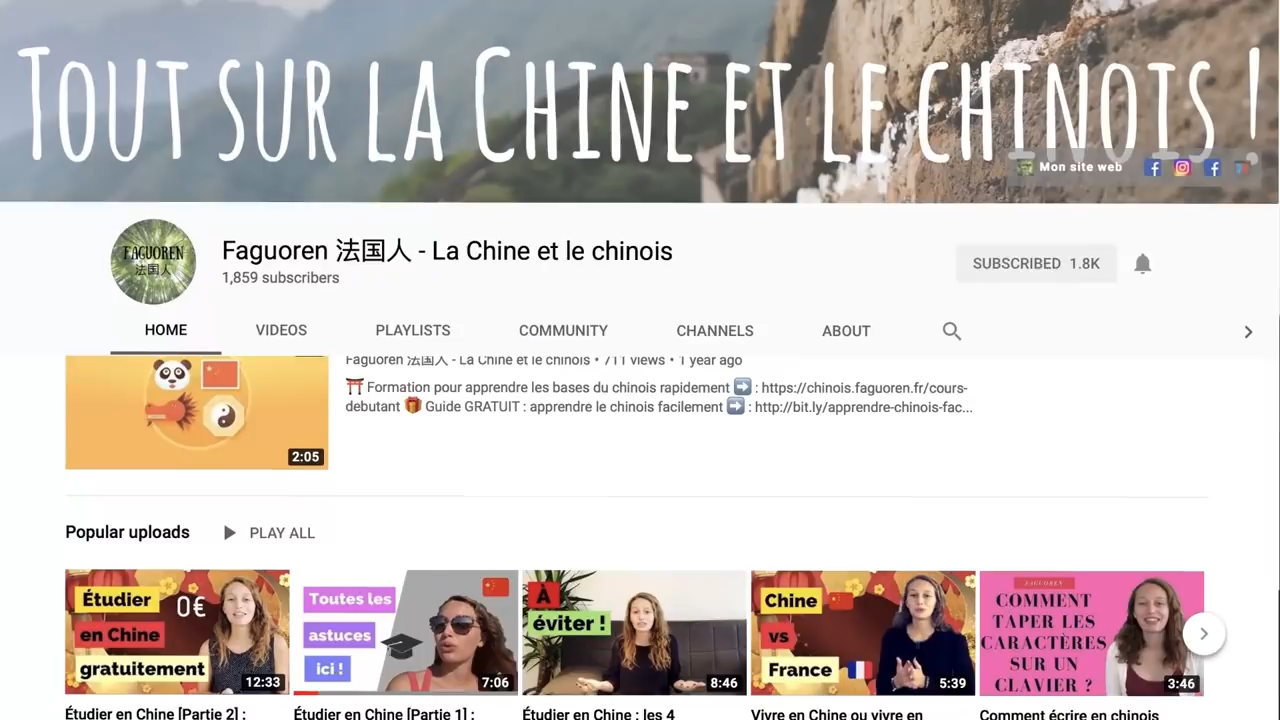 TOUT SUR LA CHINE ET LE CHINOIS !
Mon site web
FAGUOREN
法国人
Faguoren 法国人 - La Chine et le chinois
1,859 subscribers
SUBSCRIBED 1.8K
HOME VIDEOS PLAYLISTS COMMUNITY CHANNELS ABOUT
Faguoren 法国人 - La Chine et le chinois • 711 views • 1 year ago
Formation pour apprendre les bases du chinois rapidement ➡ : https://chinois.faguoren.fr/cours-
debutant 🎁 Guide GRATUIT : apprendre le chinois facilement ➡ : http://bit.ly/apprendre-chinois-fac...
2:05
Popular uploads PLAY ALL
Étudier 0€
en Chine
gratuitement
12:33
Toutes les
astuces
ici !
7:06
À
éviter !
8:46
Chine
vs
France
5:39
FAGUOREN
COMMENT
TAPER LES
CARACTÈRES
SUR UN
CLAVIER ?
3:46
Étudier en Chine [Partie 2] :
Étudier en Chine [Partie 1] :
Étudier en Chine : les 4
Vivre en Chine ou vivre en
Comment écrire en chinois